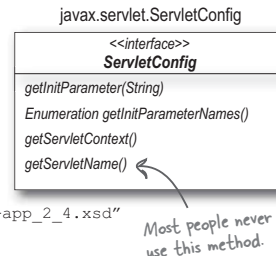 javax.servlet.ServletConfig
<<interface>>
ServletConfig
getInitParameter(String)
Enumeration getInitParameterNames()
getServletContext()
getServletName()
app_2_4.xsd”
Most people never
use this method.